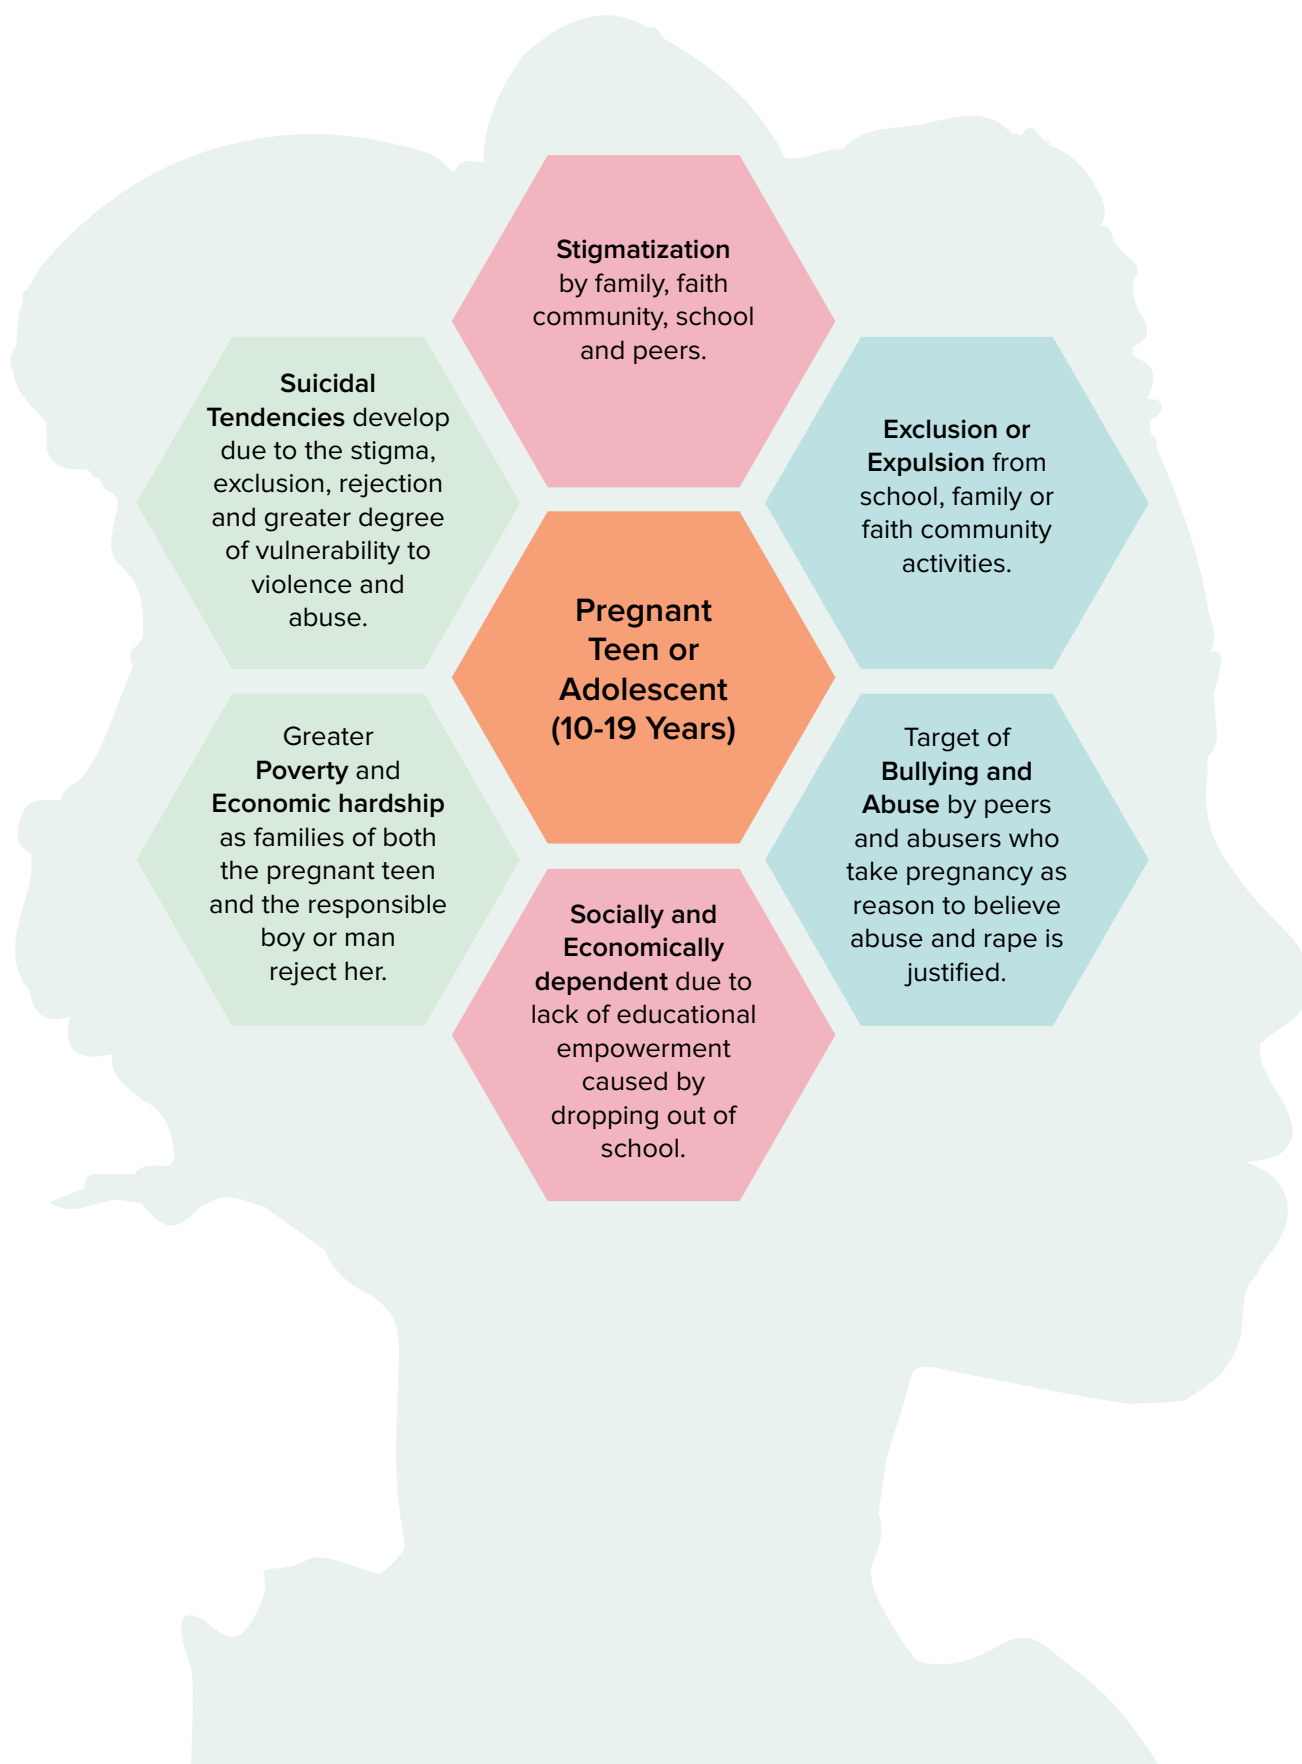 Stigmatization
by family, faith
community, school
and peers.
Exclusion or
Expulsion from
school, family or
faith community
activities.
Target of
Bullying and
Abuse by peers
and abusers who
take pregnancy as
reason to believe
abuse and rape is
justified.
Socially and
Economically
dependent due to
lack of educational
empowerment
caused by
dropping out of
school.
Greater
Poverty and
Economic hardship
as families of both
the pregnant teen
and the responsible
boy or man
reject her.
Suicidal
Tendencies develop
due to the stigma,
exclusion, rejection
and greater degree
of vulnerability to
violence and
abuse.
Pregnant
Teen or
Adolescent
(10-19 Years)